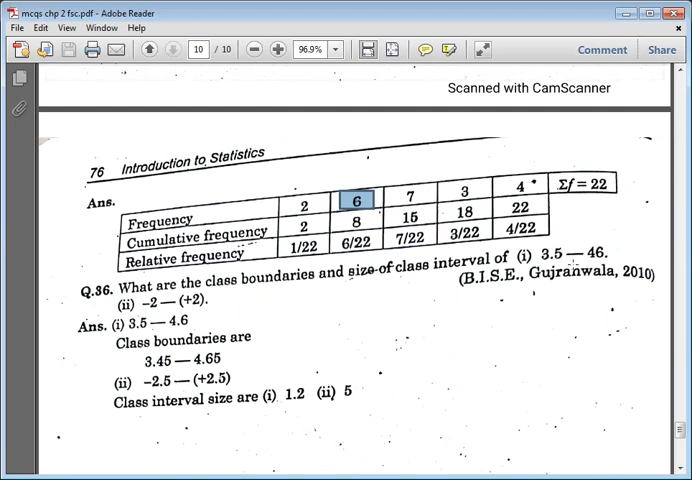 mcqs chp 2 fsc.pdf - Adobe Reader
File Edit View Window Help
10 / 10 96.9% Comment Share
Scanned with CamScanner
76 Introduction to Statistics
Ans.
Frequency 2 6 7 3 4 Σf = 22
Cumulative frequency 2 8 15 18 22
Relative frequency 1/22 6/22 7/22 3/22 4/22
Q.36. What are the class boundaries and size of class interval of (i) 3.5 — 46.
(ii) –2 — (+2). (B.I.S.E., Gujranwala, 2010)
Ans. (i) 3.5 — 4.6
Class boundaries are
3.45 — 4.65
(ii) –2.5 — (+2.5)
Class interval size are (i) 1.2 (ii) 5